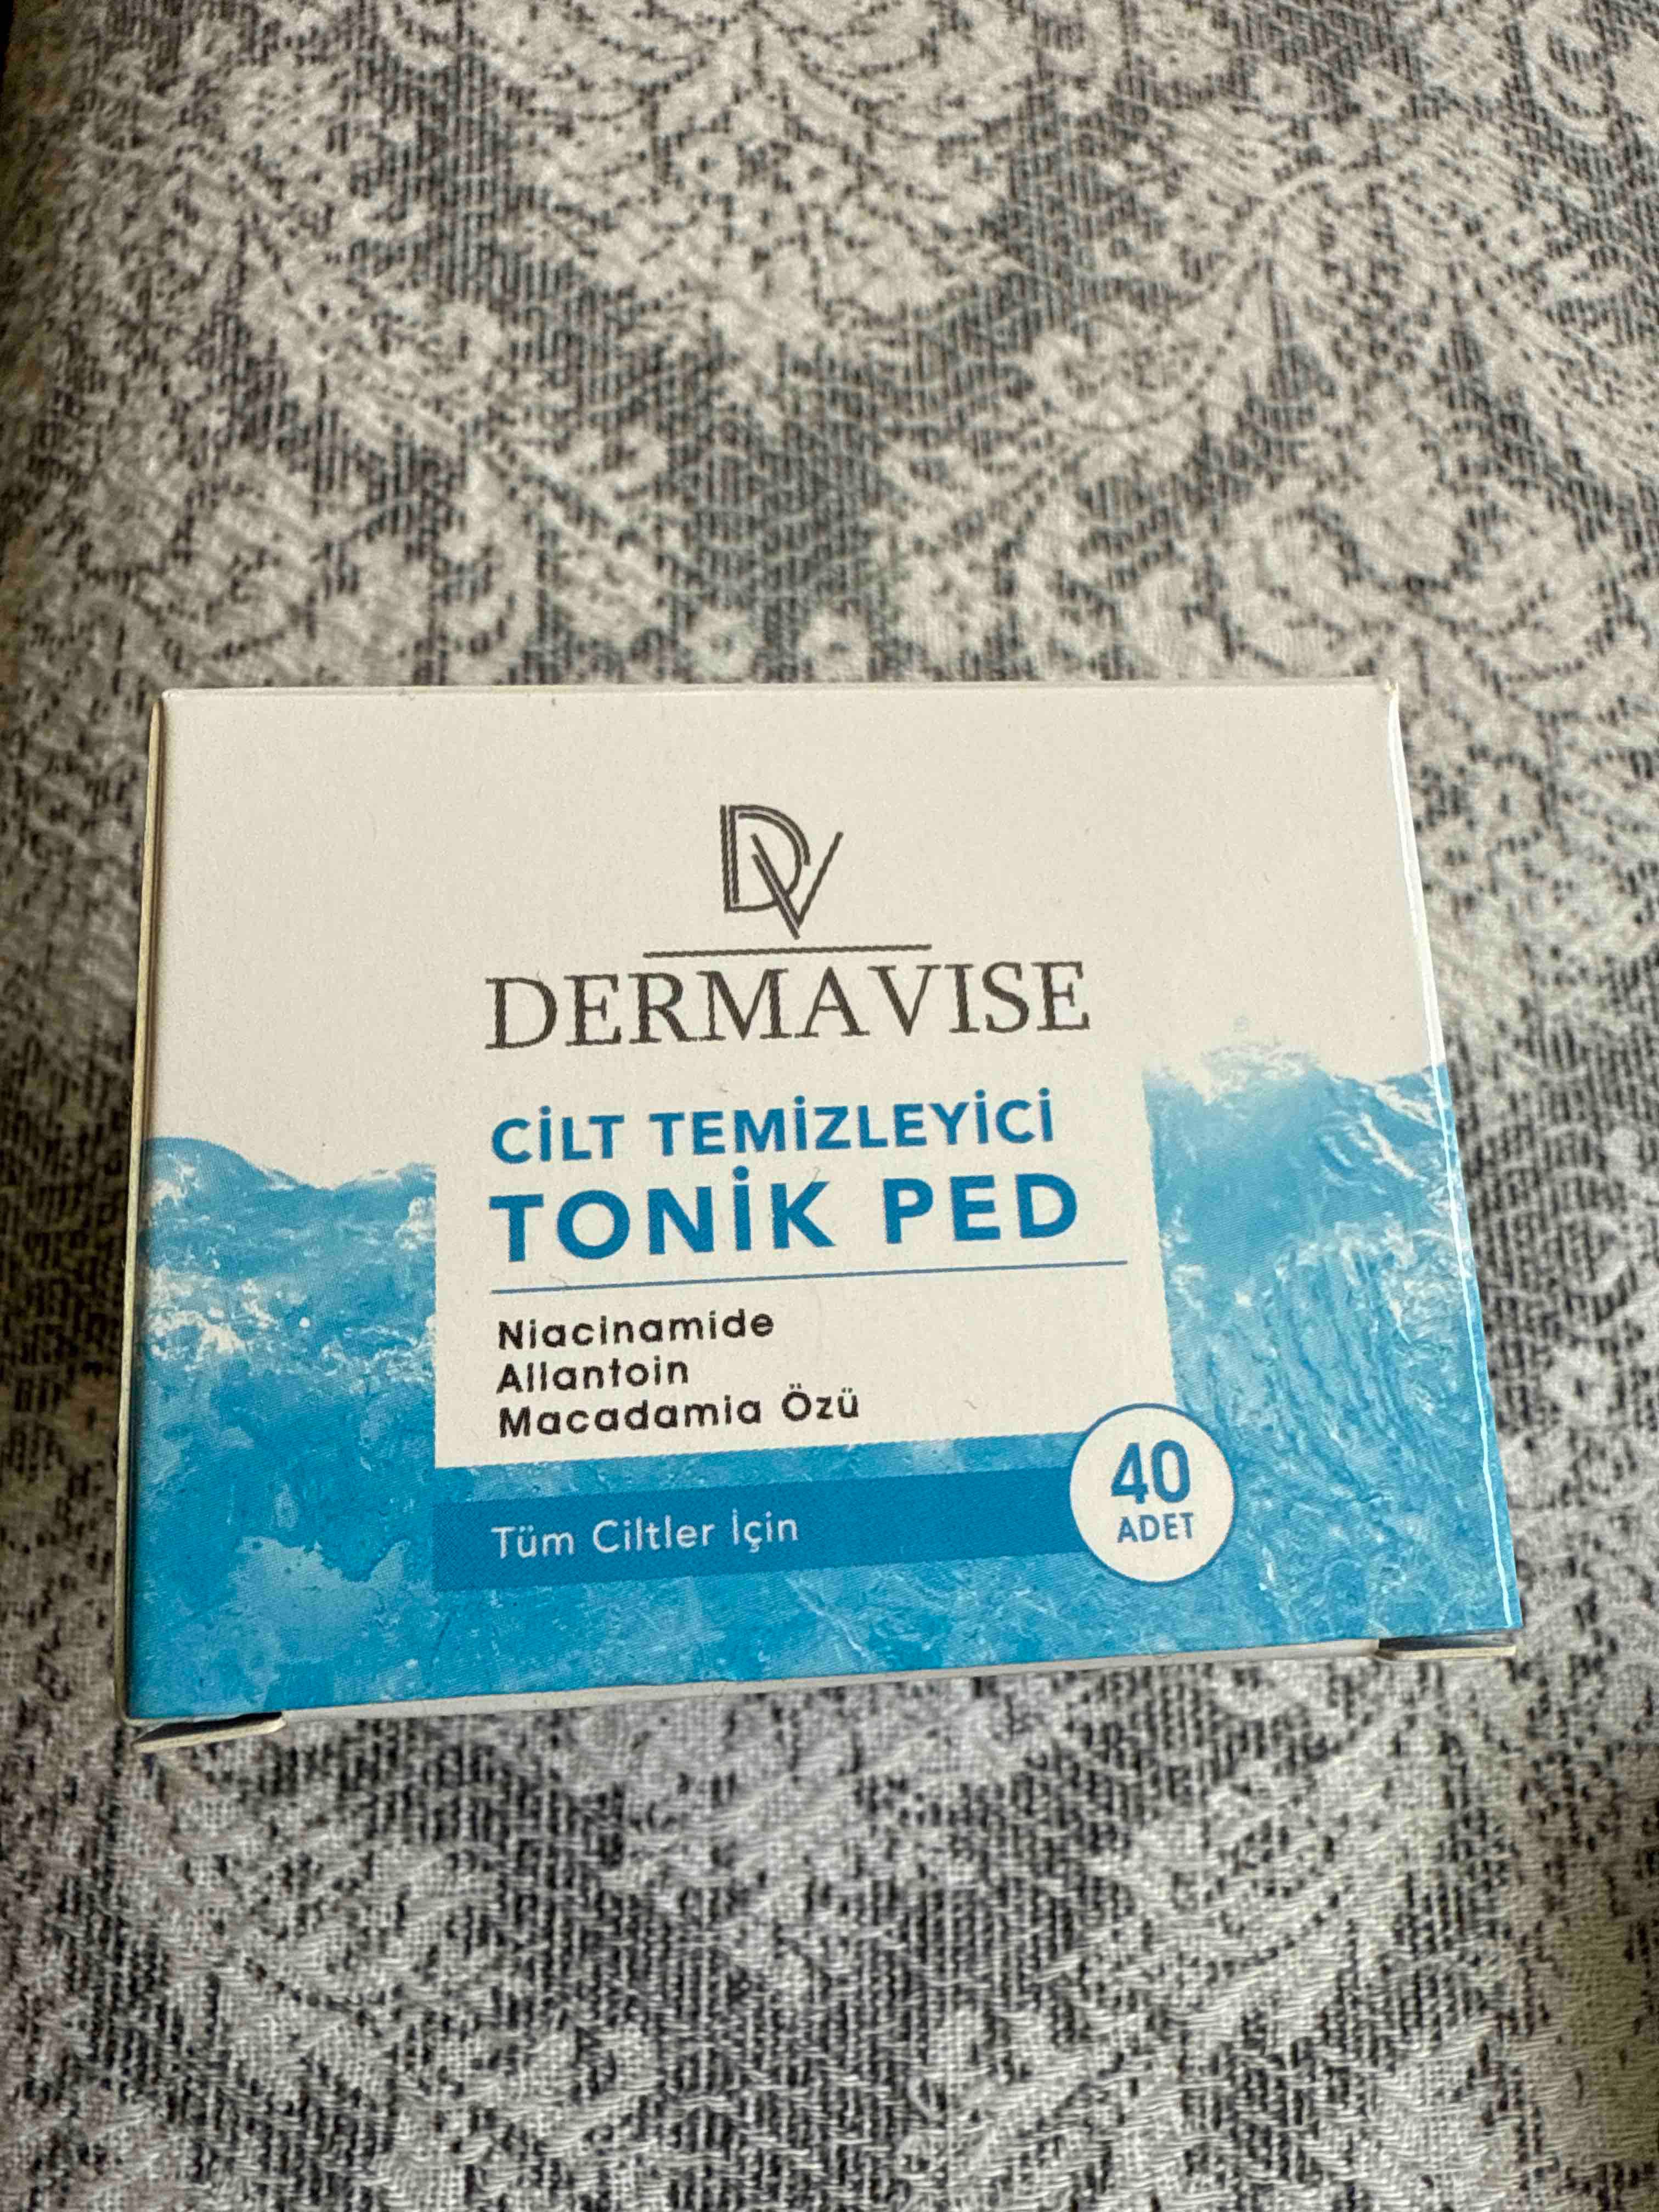 DV
DERMAVISE
CİLT TEMİZLEYİCİ
TONİK PED
Niacinamide
Allantoin
Macadamia Özü
Tüm Ciltler İçin
40
ADET